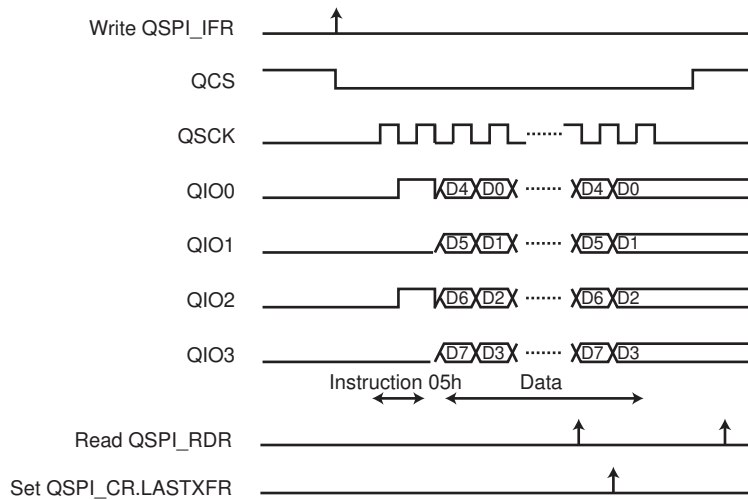 Write QSPI_IFR
QCS
QSCK
QIO0 D4 D0 D4 D0
QIO1 D5 D1 D5 D1
QIO2 D6 D2 D6 D2
QIO3 D7 D3 D7 D3
Instruction 05h Data
Read QSPI_RDR
Set QSPI_CR.LASTXFR